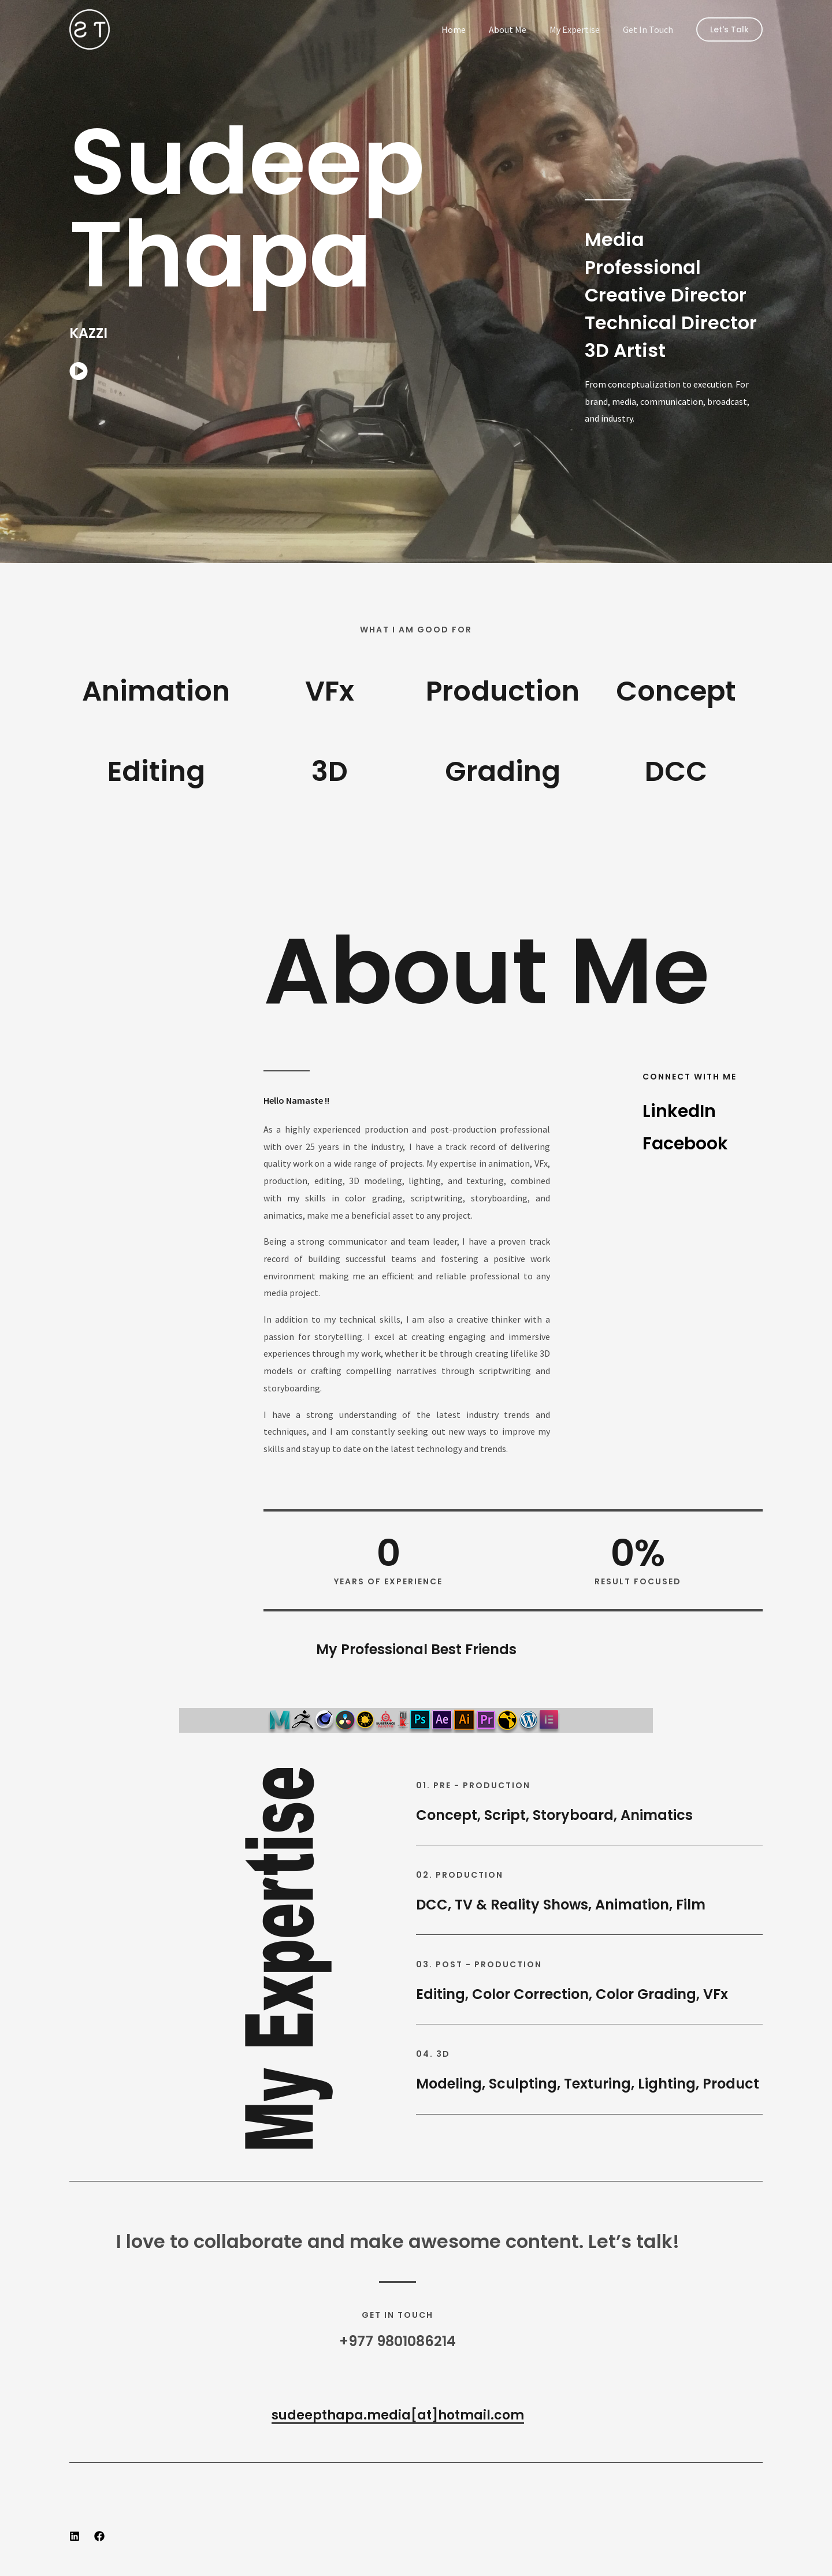 ST
Home
About Me
My Expertise
Get In Touch
Let's Talk
Sudeep
Thapa
KAZZI
Media
Professional
Creative Director
Technical Director
3D Artist
From conceptualization to execution. For
brand, media, communication, broadcast,
and industry.
WHAT I AM GOOD FOR
Animation
VFx
Production
Concept
Editing
3D
Grading
DCC
About Me
Hello Namaste !!
As a highly experienced production and post-production professional
with over 25 years in the industry, I have a track record of delivering
quality work on a wide range of projects. My expertise in animation, VFx,
production, editing, 3D modeling, lighting, and texturing, combined
with my skills in color grading, scriptwriting, storyboarding, and
animatics, make me a beneficial asset to any project.
Being a strong communicator and team leader, I have a proven track
record of building successful teams and fostering a positive work
environment making me an efficient and reliable professional to any
media project.
In addition to my technical skills, I am also a creative thinker with a
passion for storytelling. I excel at creating engaging and immersive
experiences through my work, whether it be through creating lifelike 3D
models or crafting compelling narratives through scriptwriting and
storyboarding.
I have a strong understanding of the latest industry trends and
techniques, and I am constantly seeking out new ways to improve my
skills and stay up to date on the latest technology and trends.
CONNECT WITH ME
LinkedIn
Facebook
0
YEARS OF EXPERIENCE
0%
RESULT FOCUSED
My Professional Best Friends
Ps
Ae
Ai
Pr
My Expertise
01. PRE - PRODUCTION
Concept, Script, Storyboard, Animatics
02. PRODUCTION
DCC, TV & Reality Shows, Animation, Film
03. POST - PRODUCTION
Editing, Color Correction, Color Grading, VFx
04. 3D
Modeling, Sculpting, Texturing, Lighting, Product
I love to collaborate and make awesome content. Let's talk!
GET IN TOUCH
+977 9801086214
sudeepthapa.media[at]hotmail.com